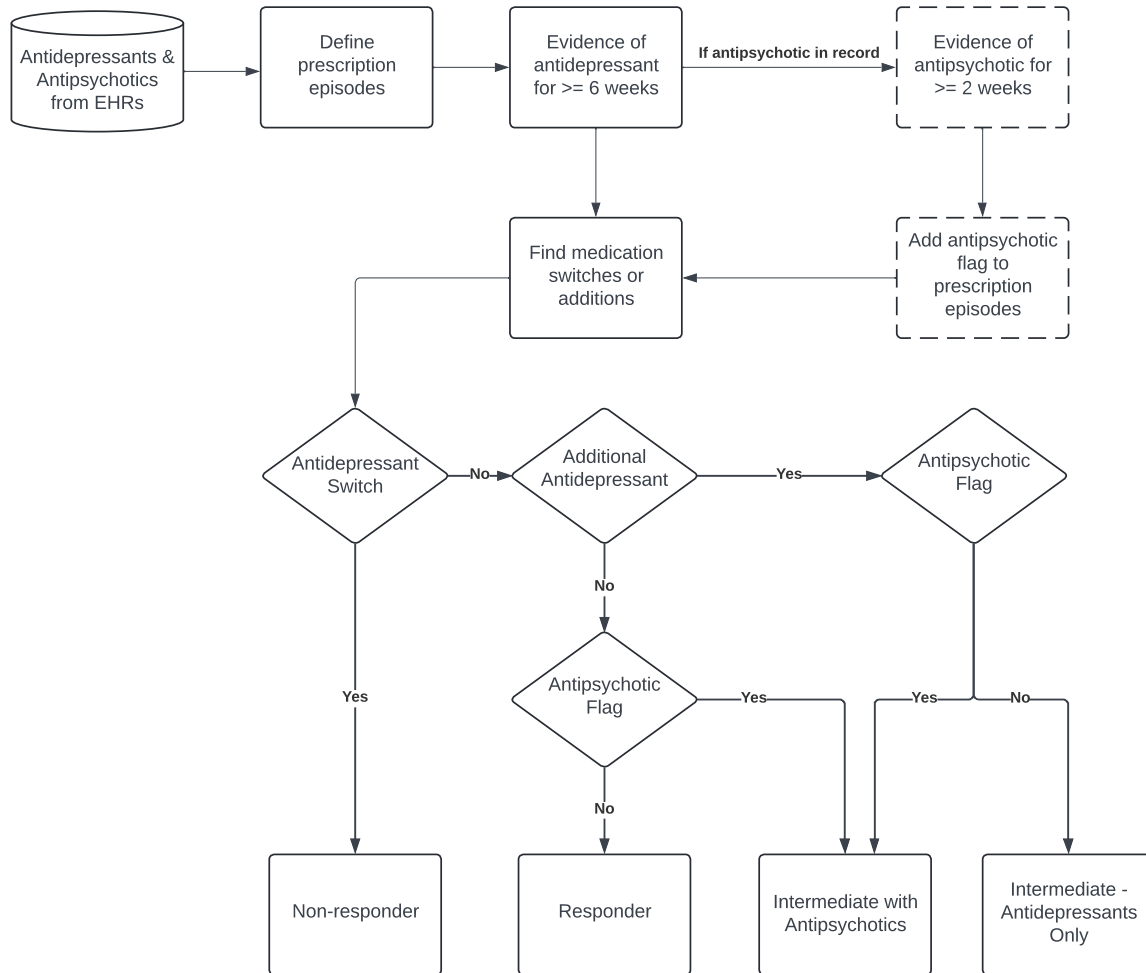 Antidepressants &
Antipsychotics
from EHRs
Define
prescription
episodes
Evidence of
antidepressant
for >= 6 weeks
If antipsychotic in record
Evidence of
antipsychotic for
>= 2 weeks
Find medication
switches or
additions
Add antipsychotic
flag to
prescription
episodes
Antidepressant
Switch
No
Additional
Antidepressant
Yes
Antipsychotic
Flag
No
Yes
Antipsychotic
Flag
Yes
Yes
No
No
Non-responder
Responder
Intermediate with
Antipsychotics
Intermediate -
Antidepressants
Only